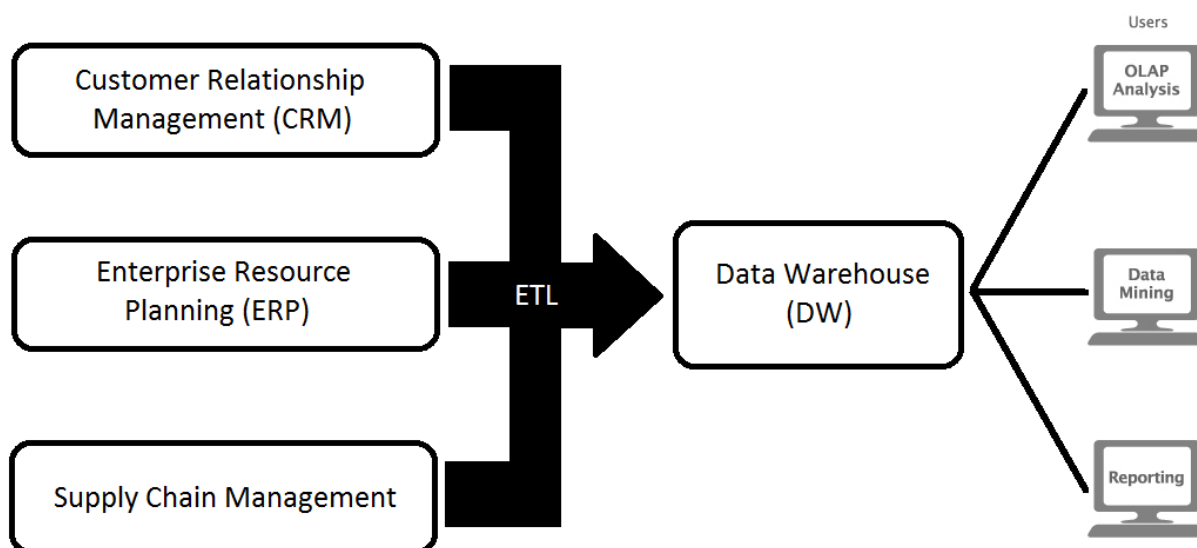 Customer Relationship
Management (CRM)
Enterprise Resource
Planning (ERP)
Supply Chain Management
ETL
Data Warehouse
(DW)
Users
OLAP
Analysis
Data
Mining
Reporting